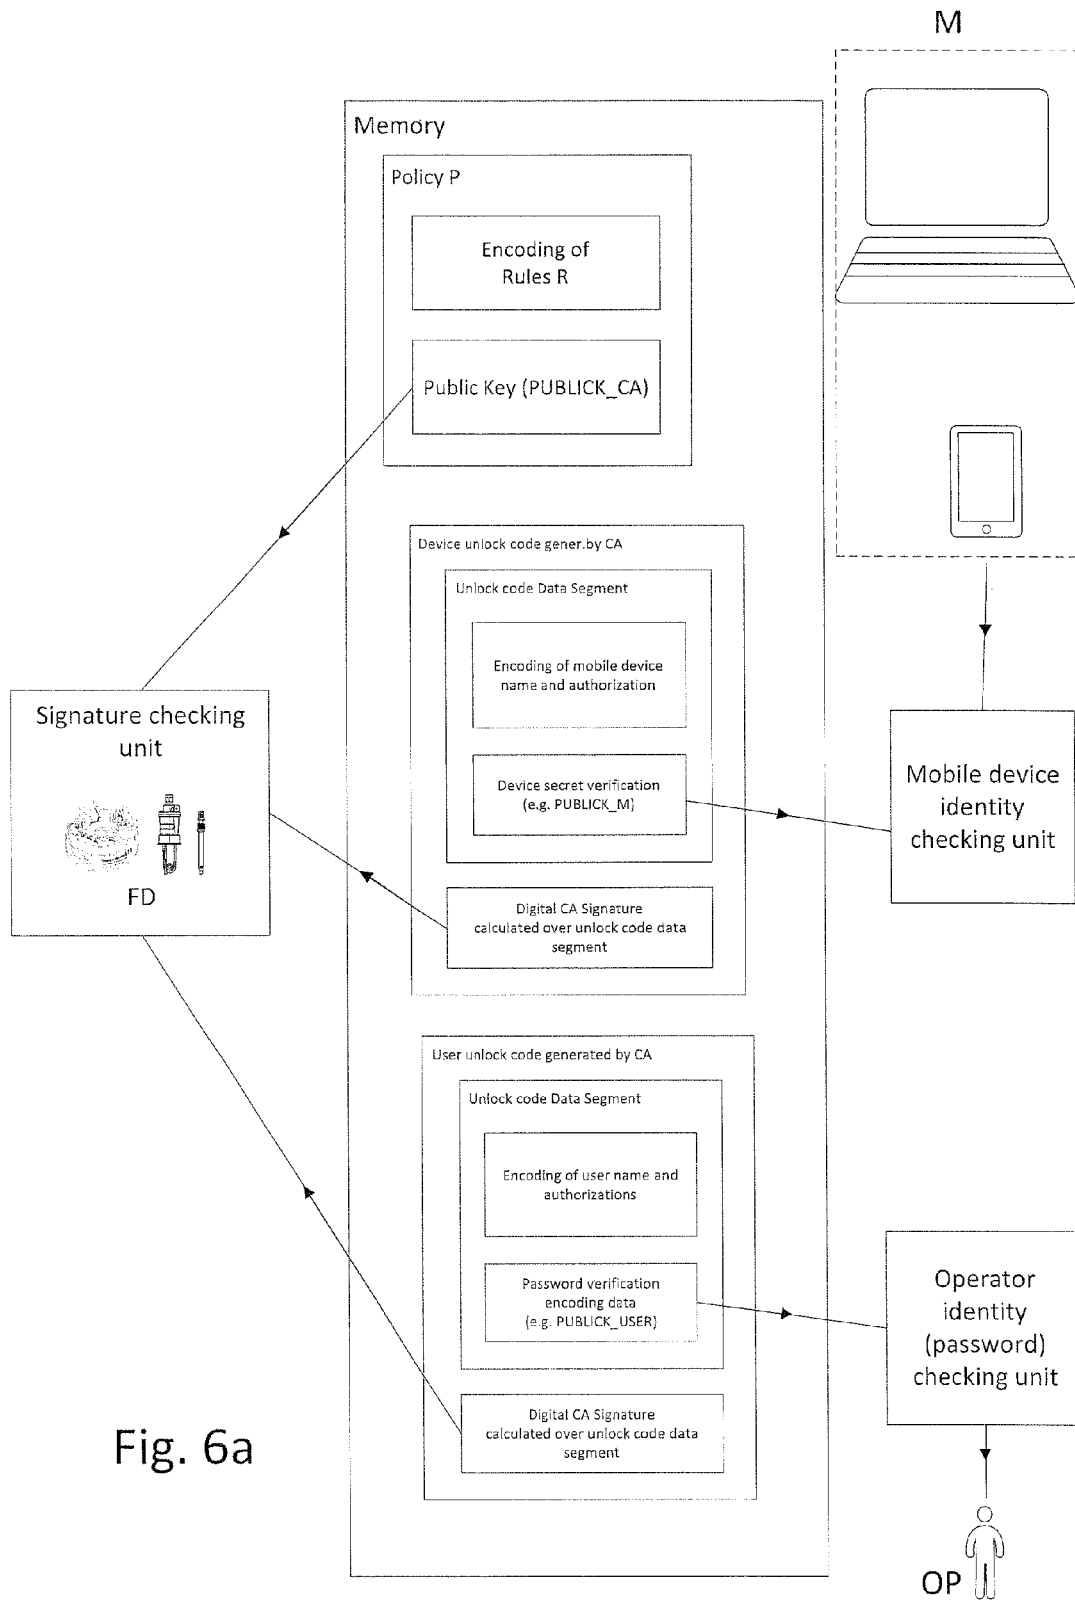 M
Memory
Policy P
Encoding of
Rules R
Public Key (PUBLICK_CA)
Device unlock code gener.by CA
Unlock code Data Segment
Encoding of mobile device
name and authorization
Signature checking
unit
FD
Device secret verification
(e.g. PUBLICK_M)
Mobile device
identity
checking unit
Digital CA Signature
calculated over unlock code data
segment
User unlock code generated by CA
Unlock code Data Segment
Encoding of user name and
authorizations
Password verification
encoding data
(e.g. PUBLICK_USER)
Operator
identity
(password)
checking unit
Digital CA Signature
calculated over unlock code data
segment
Fig. 6a
OP